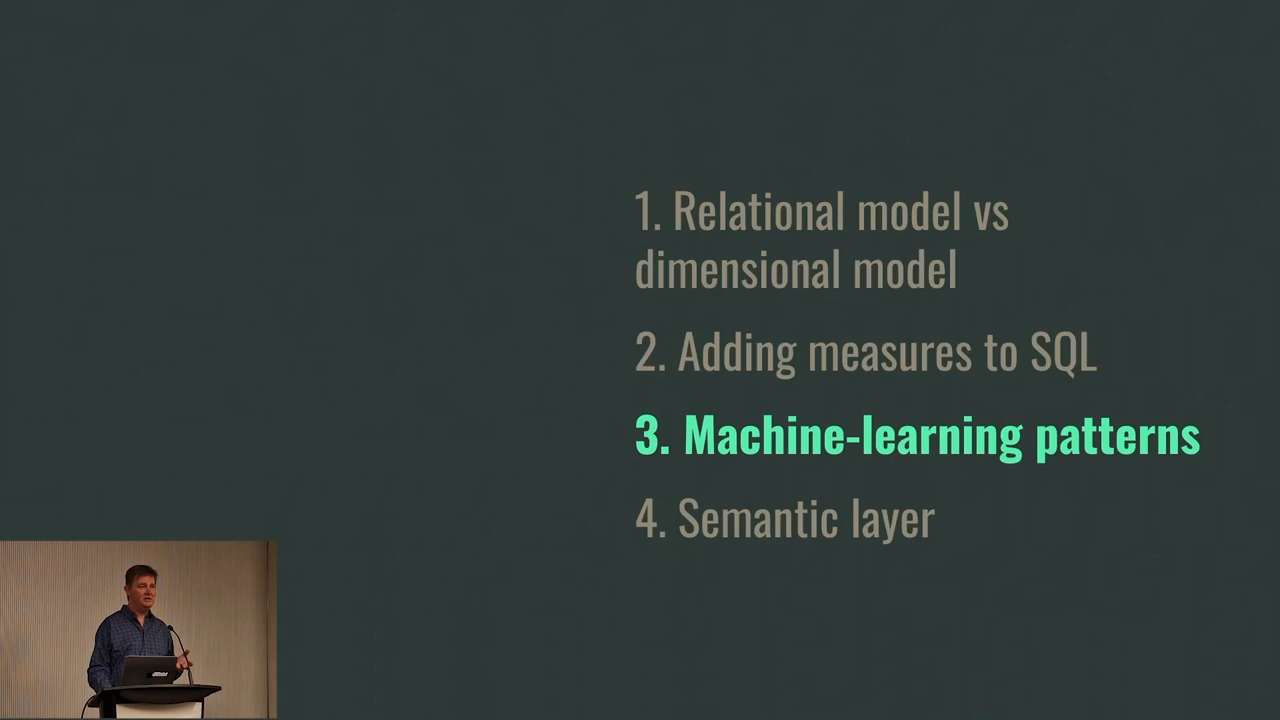 1. Relational model vs
dimensional model
2. Adding measures to SQL
3. Machine-learning patterns
4. Semantic layer